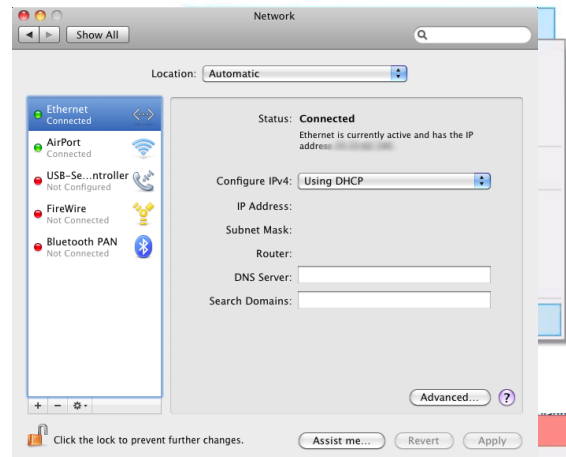 Network
Show All
Location: Automatic
Ethernet
Connected
AirPort
Connected
USB-Se...ntroller
Not Configured
FireWire
Not Connected
Bluetooth PAN
Not Connected
Status: Connected
Ethernet is currently active and has the IP
address
Configure IPv4: Using DHCP
IP Address:
Subnet Mask:
Router:
DNS Server:
Search Domains:
Advanced... ?
+ −
Click the lock to prevent further changes.
Assist me... Revert Apply